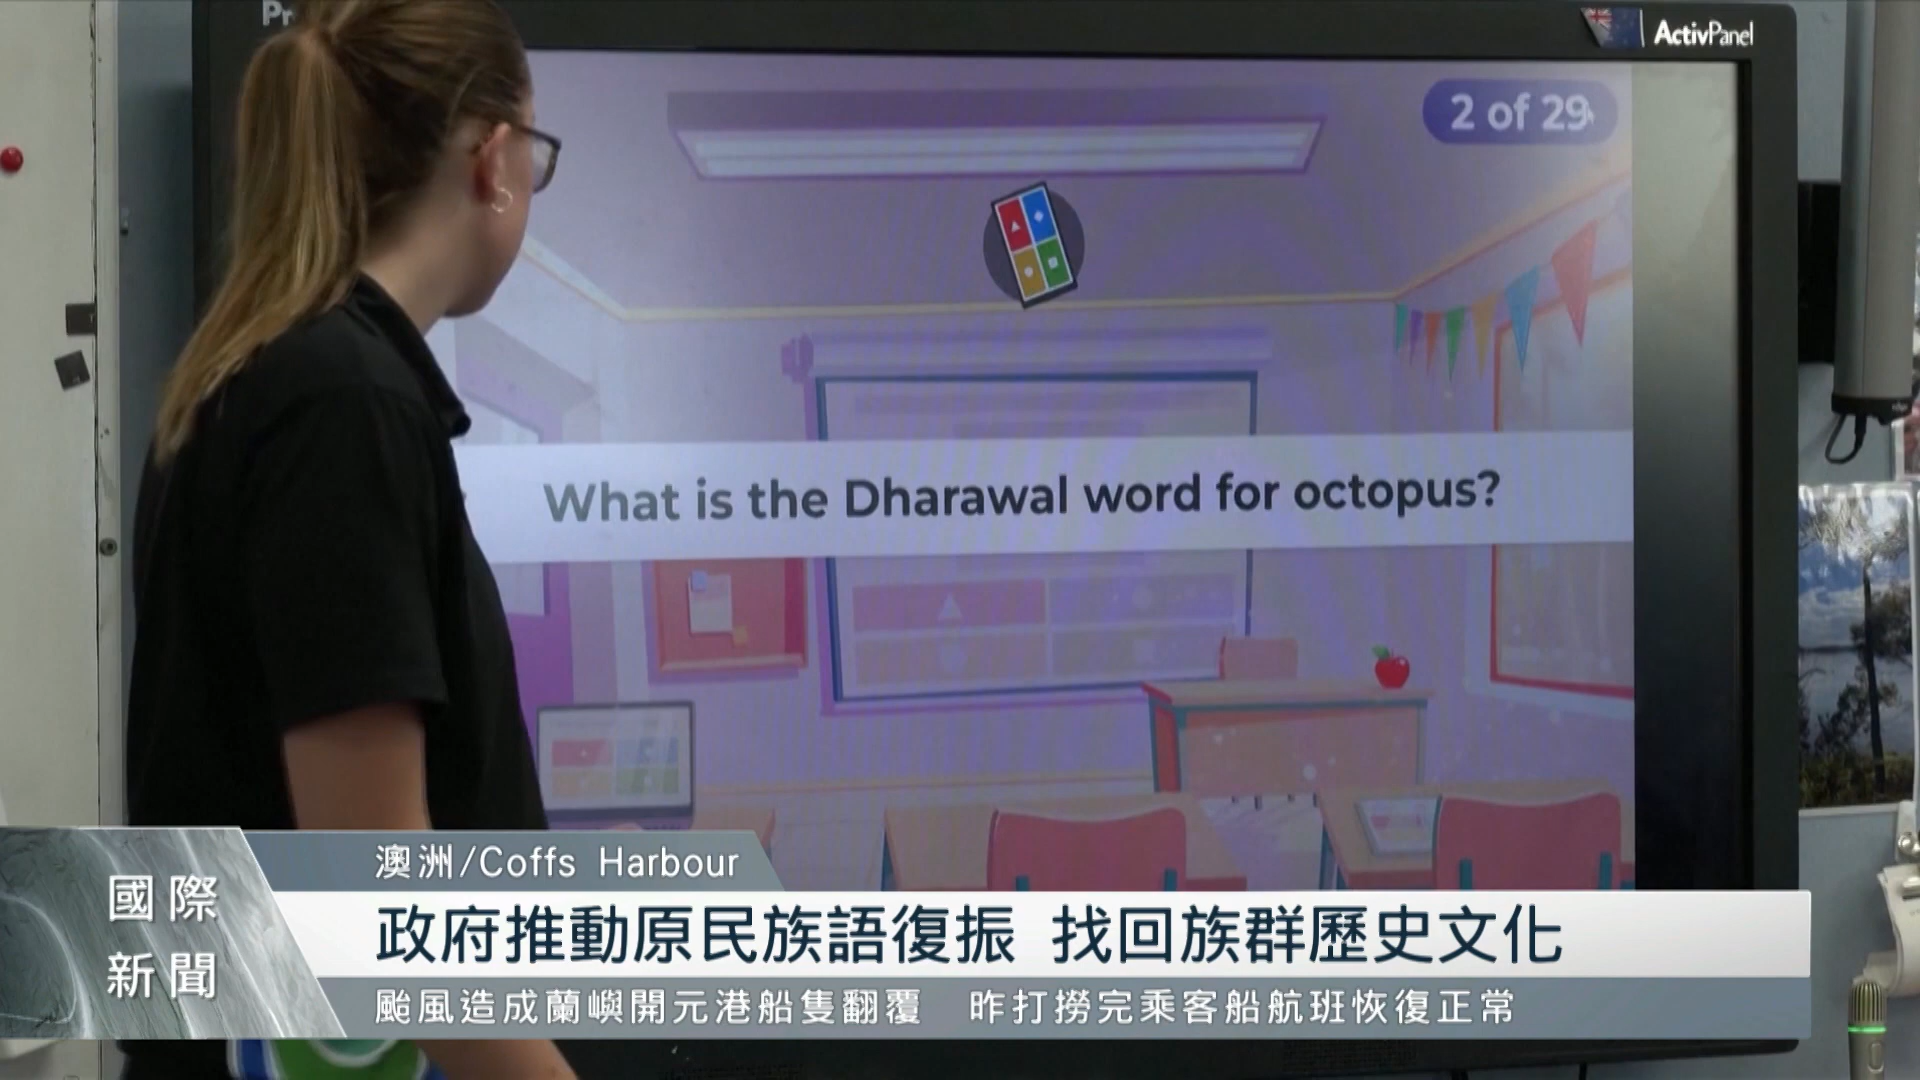 Pr
ActivPanel
2 of 29
What is the Dharawal word for octopus?
澳洲/Coffs Harbour
國際
新聞
政府推動原民族語復振 找回族群歷史文化
颱風造成蘭嶼開元港船隻翻覆 昨打撈完乘客船航班恢復正常